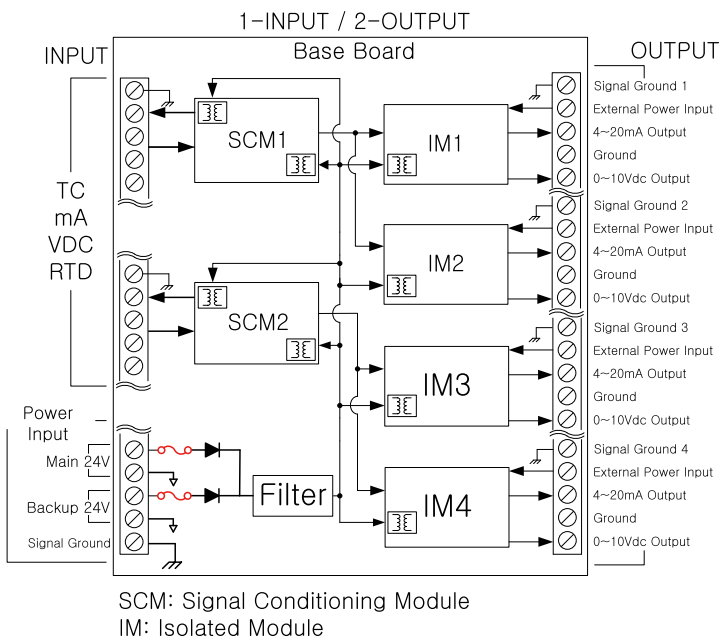 1-INPUT / 2-OUTPUT
INPUT
Base Board
OUTPUT
TC
mA
VDC
RTD
SCM1
IM1
Signal Ground 1
External Power Input
4~20mA Output
Ground
0~10Vdc Output
IM2
Signal Ground 2
External Power Input
4~20mA Output
Ground
0~10Vdc Output
SCM2
IM3
Signal Ground 3
External Power Input
4~20mA Output
Ground
0~10Vdc Output
Power
Input
Main 24V
Backup 24V
Signal Ground
Filter
IM4
Signal Ground 4
External Power Input
4~20mA Output
Ground
0~10Vdc Output
SCM: Signal Conditioning Module
IM: Isolated Module